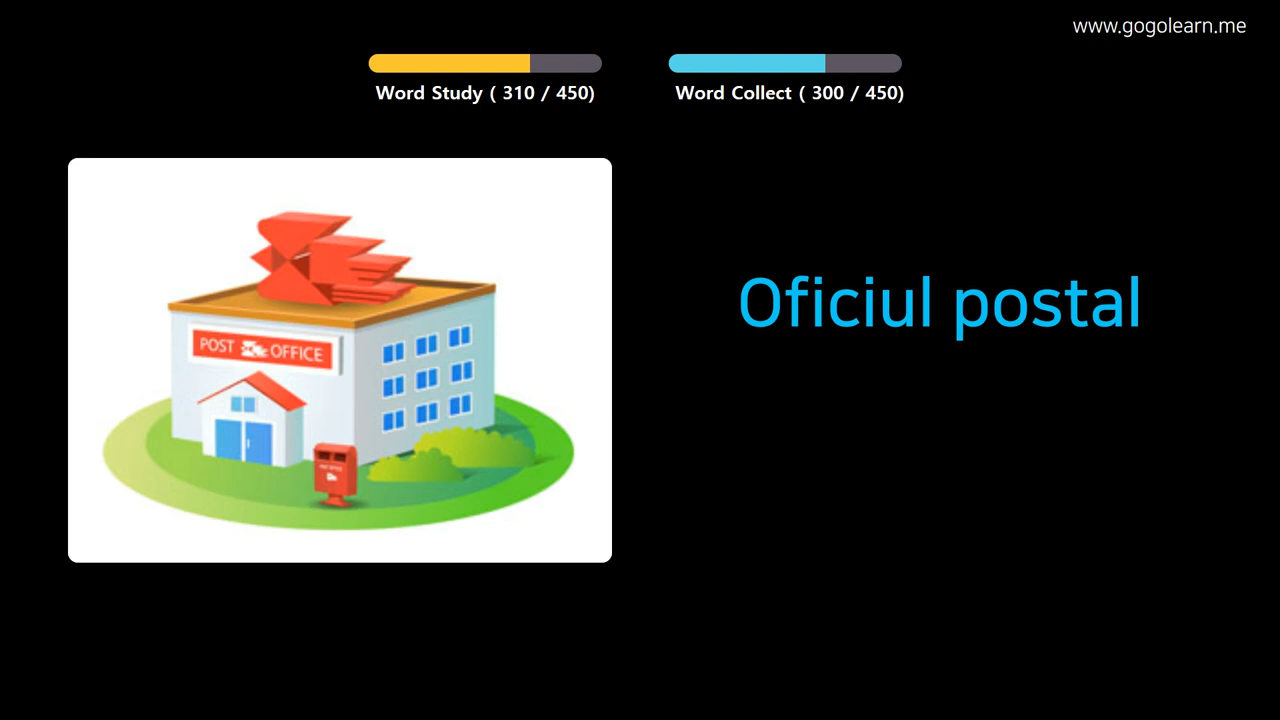 www.gogolearn.me
Word Study ( 310 / 450)
Word Collect ( 300 / 450)
POST OFFICE
Oficiul postal